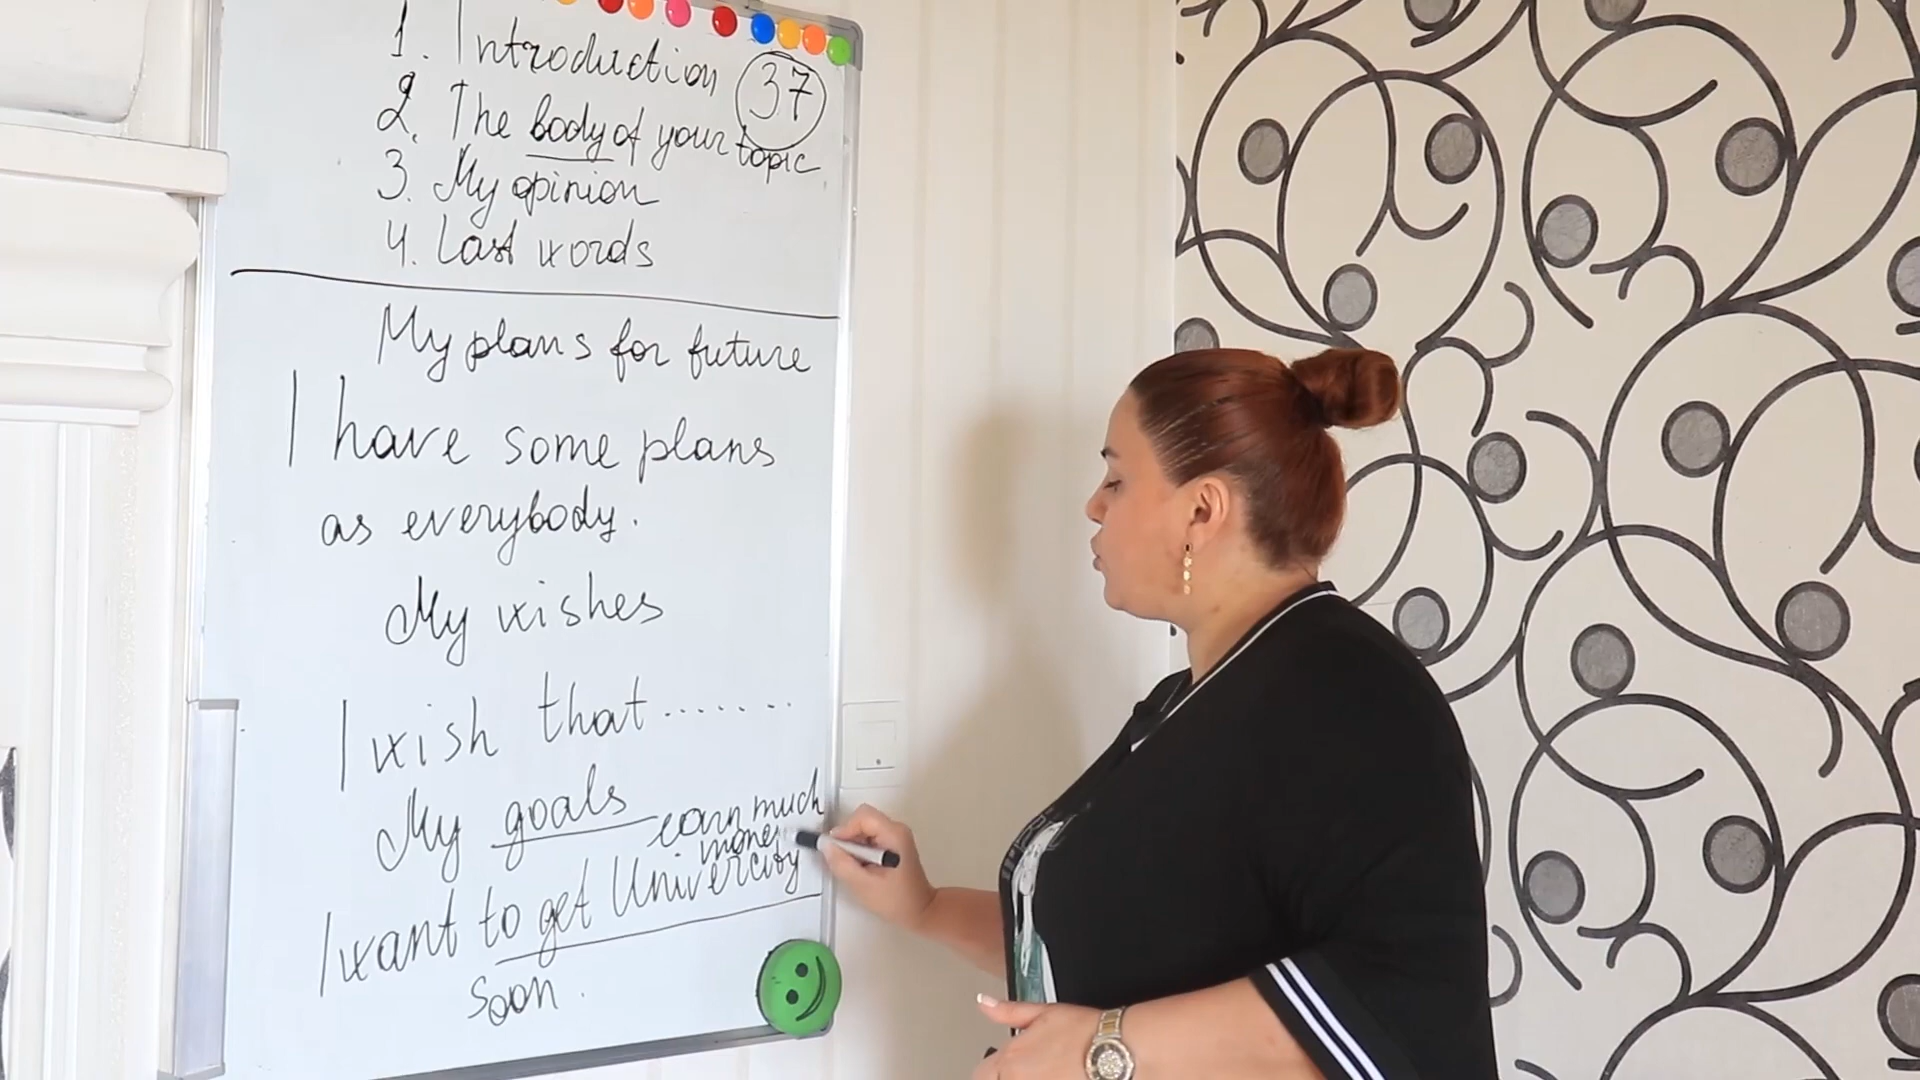 1. Introduction 37
2. The body of your topic
3. My opinion
4. Last words
My plans for future
I have some plans
as everybody.
My wishes
I wish that........
My goals earn much
money
I want to get Univercity
soon.